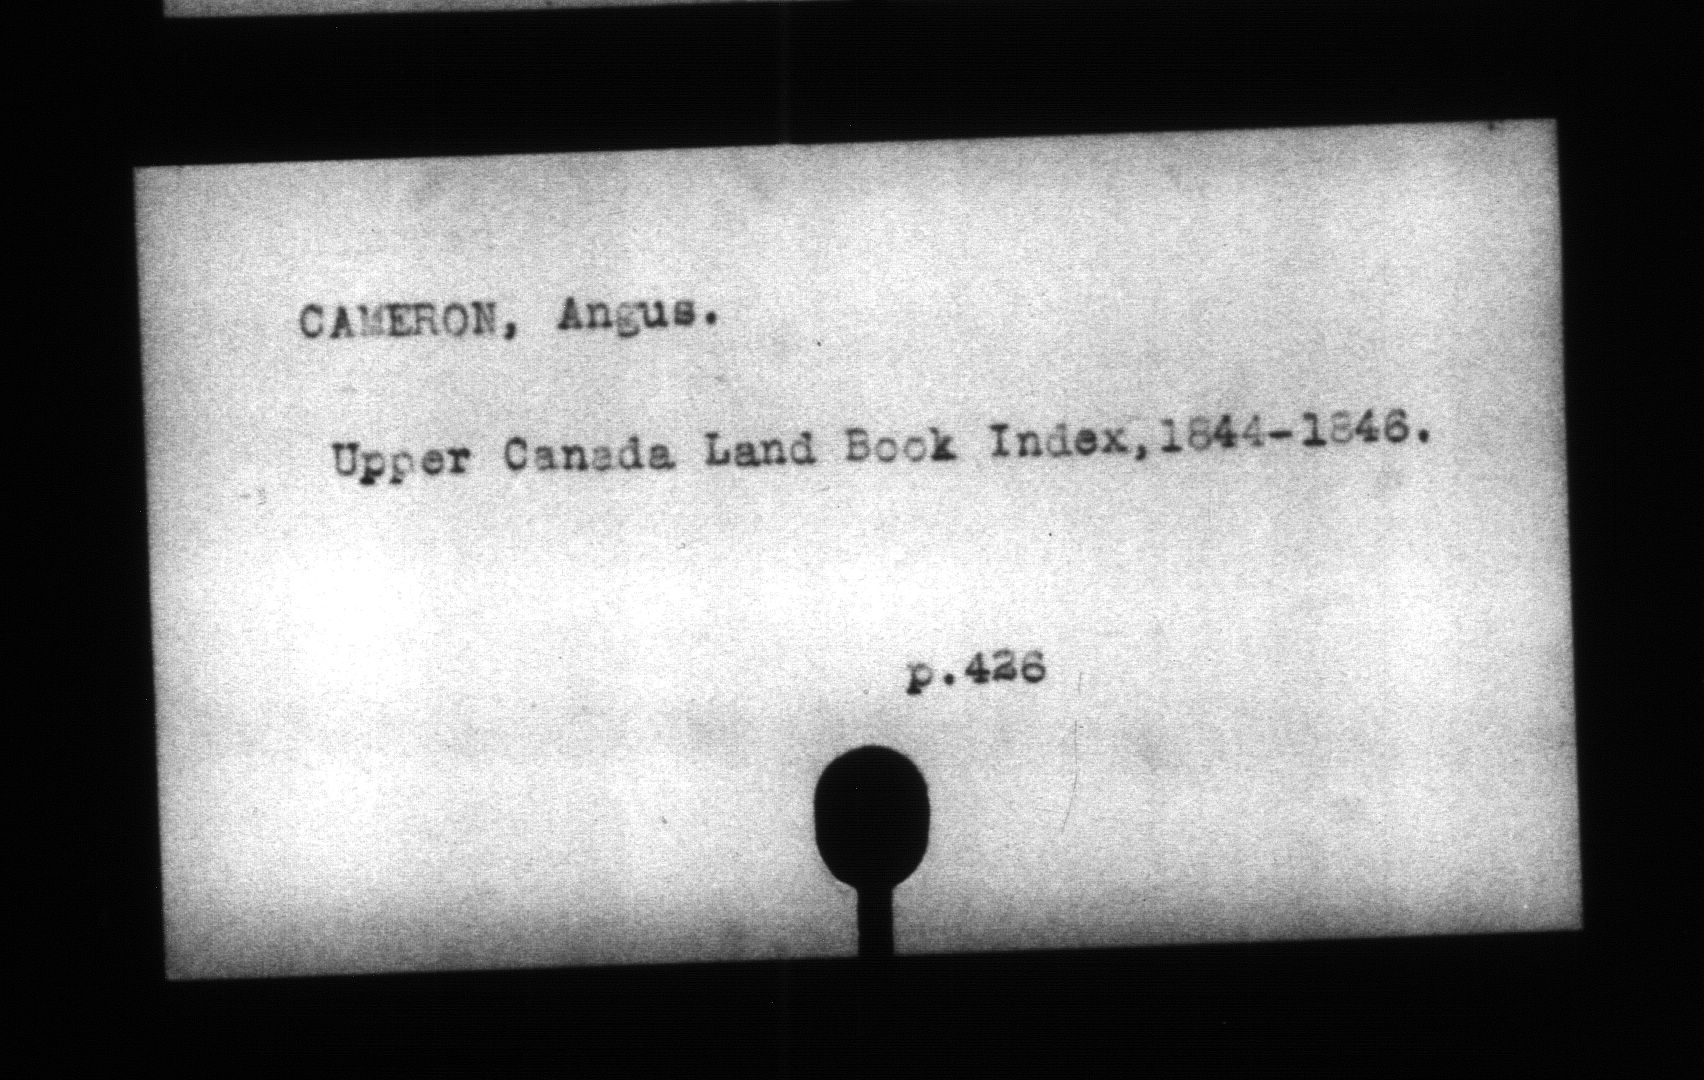 CAMERON, Angus.
Upper Canada Land Book Index,1844-1846.
p.426